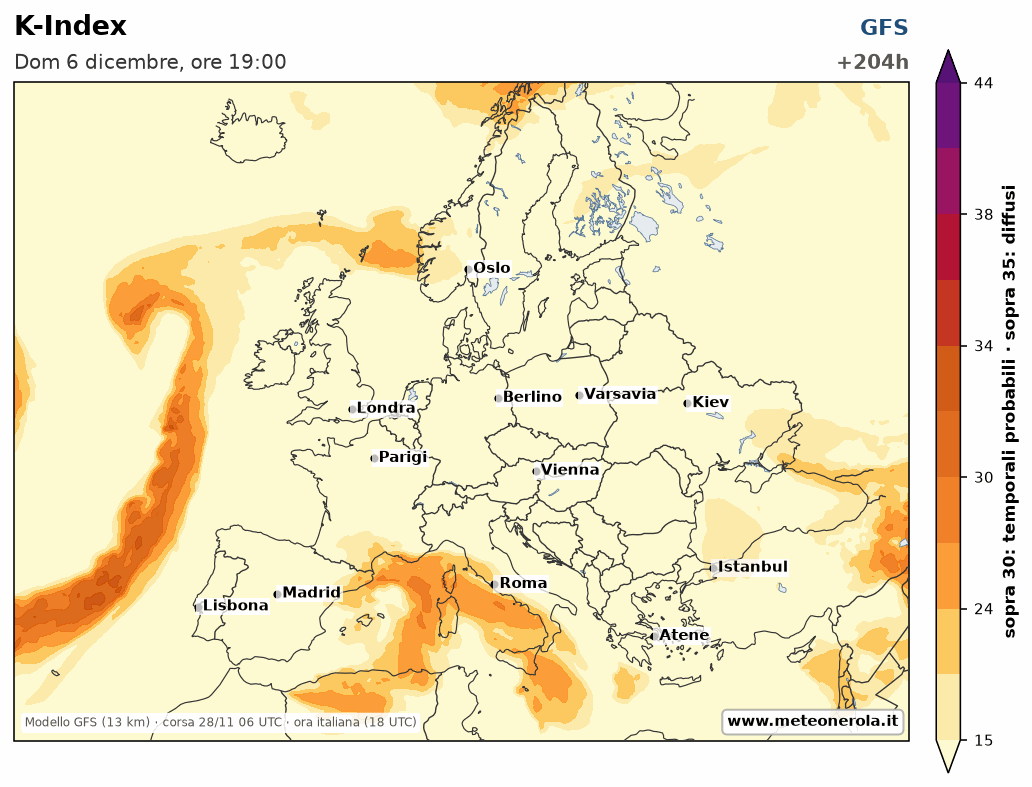 K-Index
GFS
Dom 6 dicembre, ore 19:00
+204h
44
38
34
30
24
15
sopra 30: temporali probabili · sopra 35: diffusi
Oslo
Berlino
Varsavia
Kiev
Londra
Parigi
Vienna
Istanbul
Roma
Madrid
Lisbona
Atene
Modello GFS (13 km) · corsa 28/11 06 UTC · ora italiana (18 UTC)
www.meteonerola.it